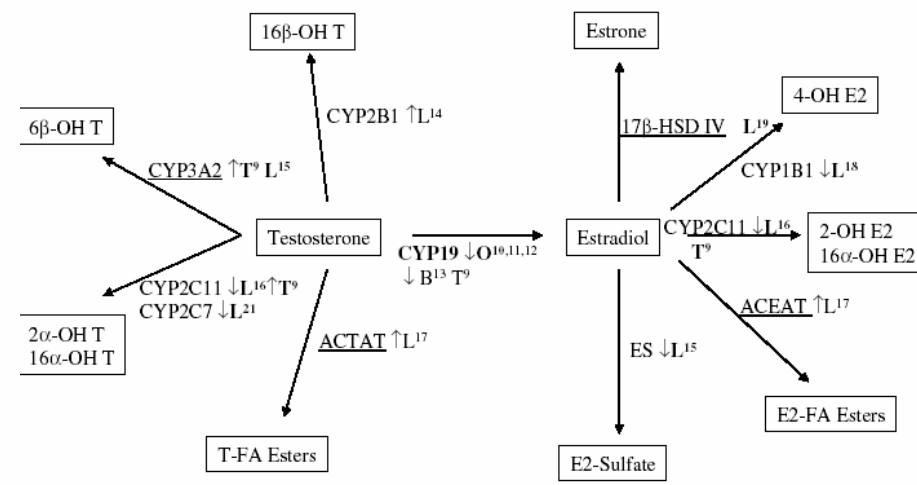 16β-OH T
Estrone
4-OH E2
6β-OH T
CYP2B1 ↑L14
17β-HSD IV L19
CYP3A2 ↑T9 L15
CYP1B1 ↓L18
Testosterone
Estradiol
CYP2C11 ↓L16
T9
2-OH E2
16α-OH E2
CYP19 ↓O10,11,12
↓ B13 T9
CYP2C11 ↓L16↑T9
CYP2C7 ↓L21
ACEAT ↑L17
2α-OH T
16α-OH T
ACTAT ↑L17
ES ↓L15
E2-FA Esters
T-FA Esters
E2-Sulfate